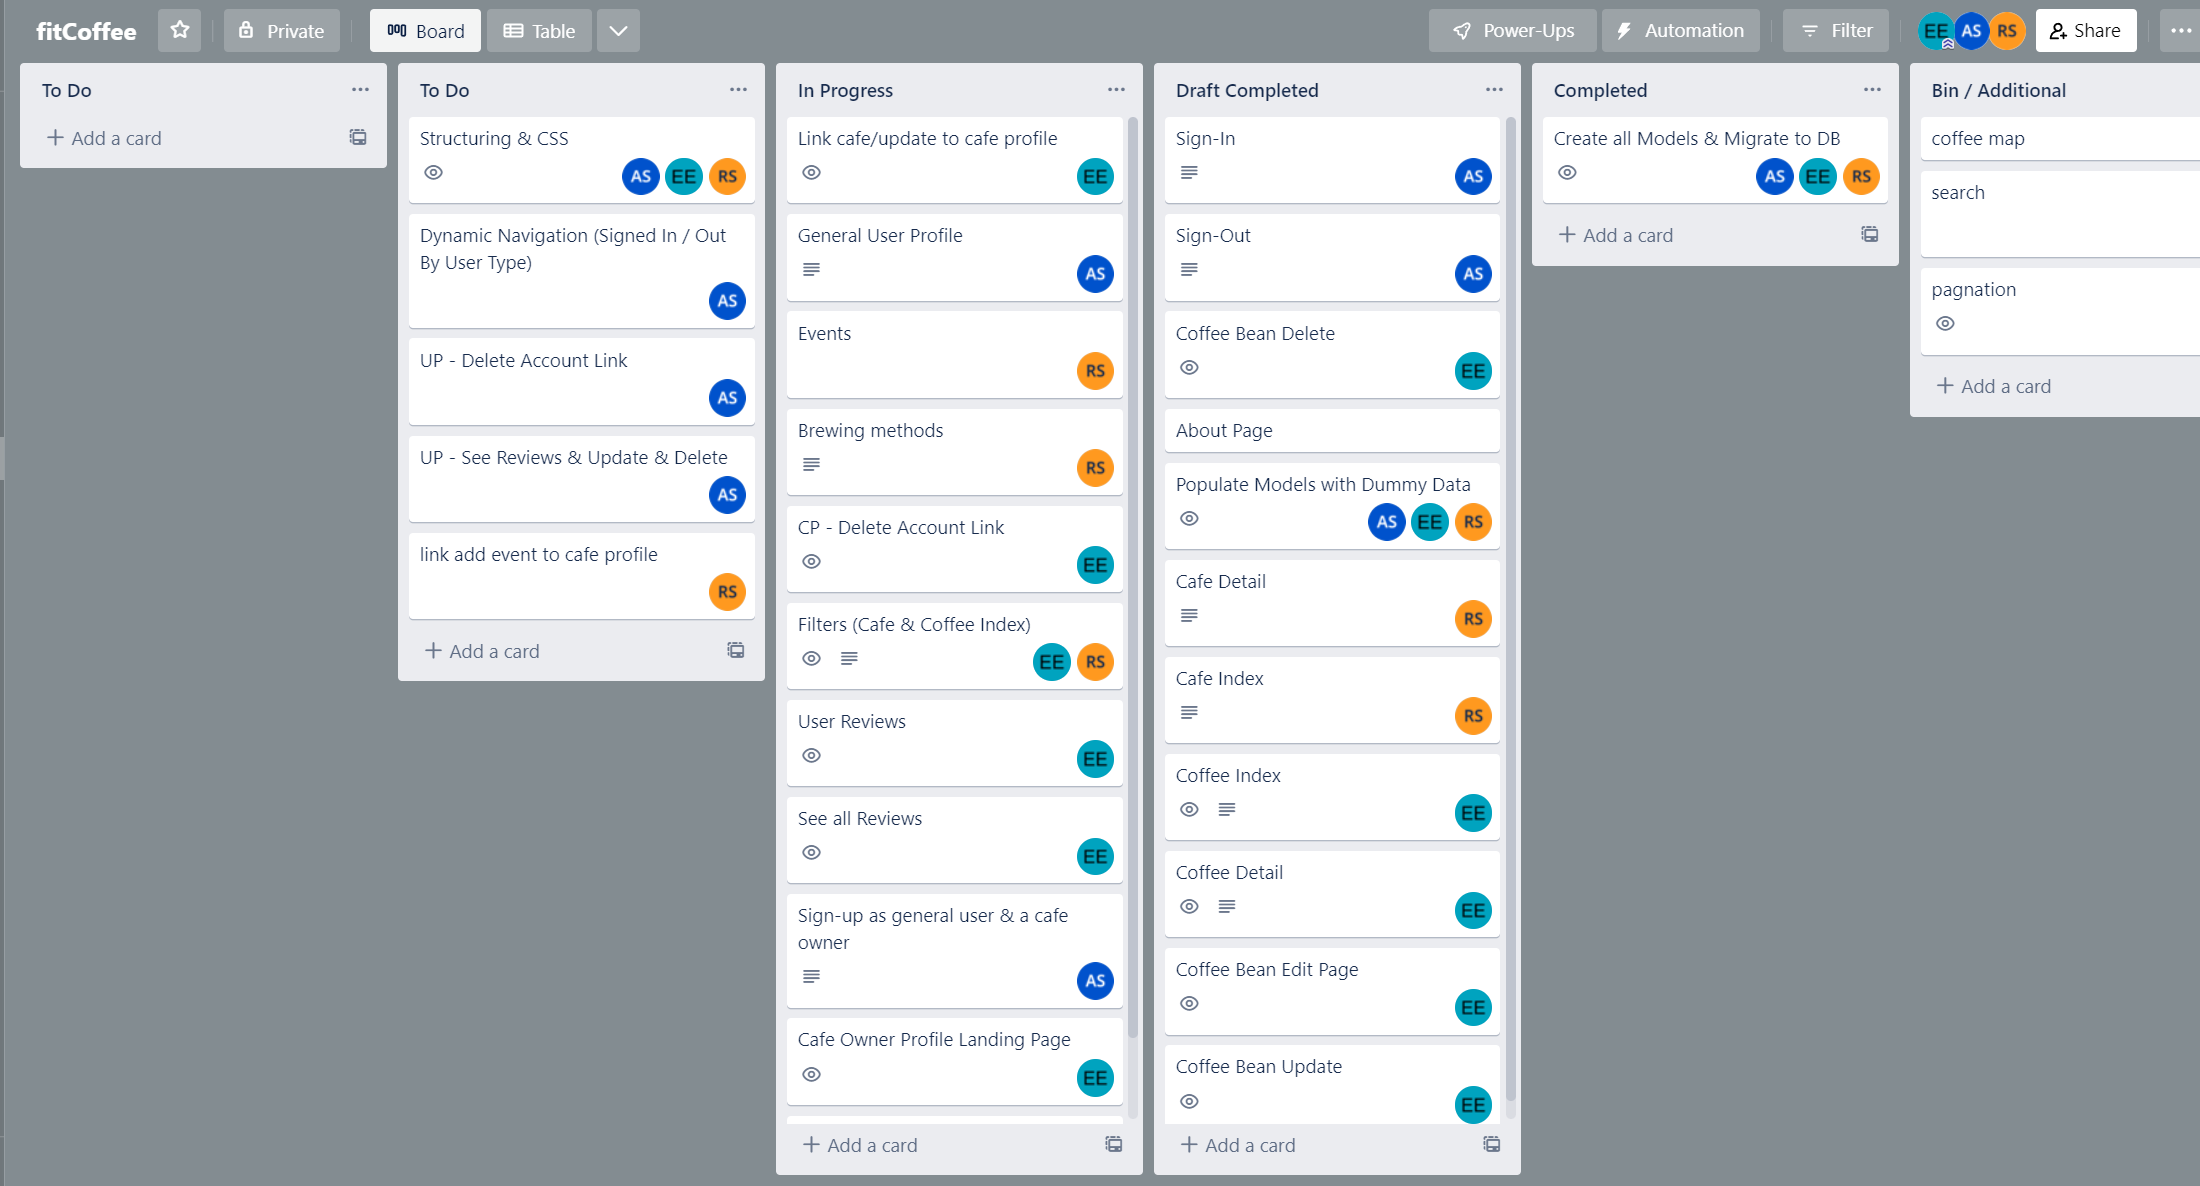 fitCoffee
Private
Board
Table
Power-Ups
Automation
Filter
EE
AS
RS
Share
To Do
Add a card
To Do
Structuring & CSS
AS
EE
RS
Dynamic Navigation (Signed In / Out
By User Type)
AS
UP - Delete Account Link
AS
UP - See Reviews & Update & Delete
AS
link add event to cafe profile
RS
Add a card
In Progress
Link cafe/update to cafe profile
EE
General User Profile
AS
Events
RS
Brewing methods
RS
CP - Delete Account Link
EE
Filters (Cafe & Coffee Index)
EE
RS
User Reviews
EE
See all Reviews
EE
Sign-up as general user & a cafe
owner
AS
Cafe Owner Profile Landing Page
EE
Add a card
Draft Completed
Sign-In
AS
Sign-Out
AS
Coffee Bean Delete
EE
About Page
Populate Models with Dummy Data
AS
EE
RS
Cafe Detail
RS
Cafe Index
RS
Coffee Index
EE
Coffee Detail
EE
Coffee Bean Edit Page
EE
Coffee Bean Update
EE
Add a card
Completed
Create all Models & Migrate to DB
AS
EE
RS
Add a card
Bin / Additional
coffee map
search
pagnation
Add a card